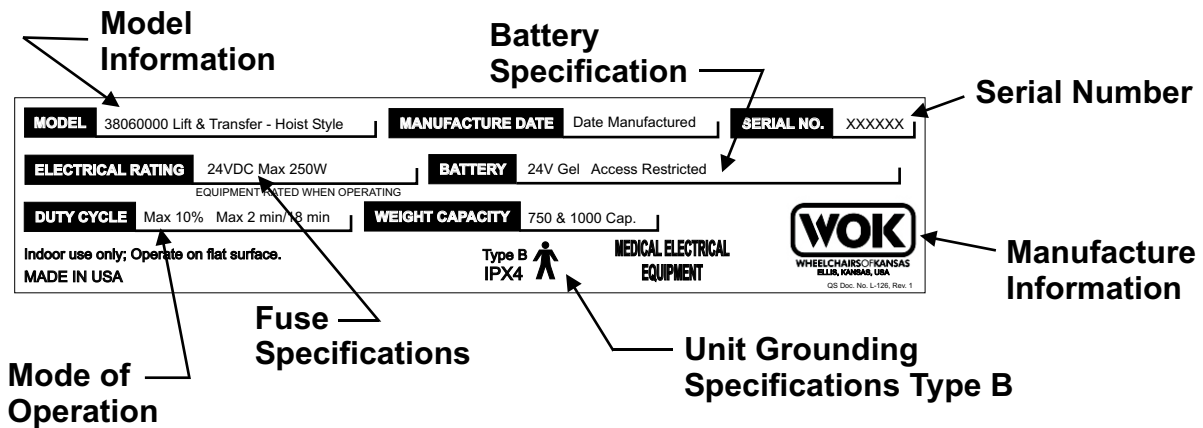 Model
Information
Battery
Specification
Serial Number
MODEL 38060000 Lift & Transfer - Hoist Style MANUFACTURE DATE Date Manufactured SERIAL NO. XXXXXX
ELECTRICAL RATING 24VDC Max 250W BATTERY 24V Gel Access Restricted
EQUIPMENT RATED WHEN OPERATING
DUTY CYCLE Max 10% Max 2 min/18 min WEIGHT CAPACITY 750 & 1000 Cap.
Indoor use only; Operate on flat surface.
MADE IN USA
Type B
IPX4
MEDICAL ELECTRICAL
EQUIPMENT
WOK
WHEELCHAIRS OF KANSAS
ELLIS, KANSAS, USA
QS Doc. No. L-126, Rev. 1
Manufacture
Information
Fuse
Specifications
Unit Grounding
Specifications Type B
Mode of
Operation